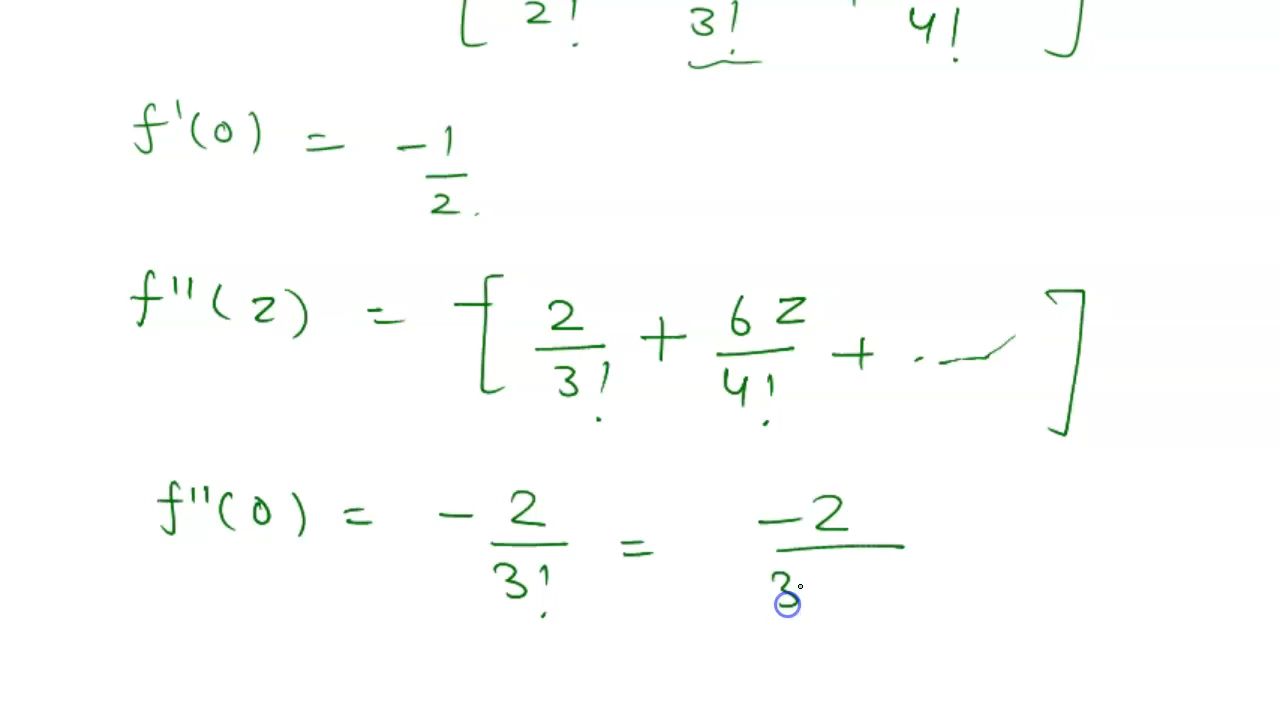 [ 2! 3! 4! ]
f'(0) = -1/2.
f''(z) = -[ 2/3! + 6z/4! + ... ]
f''(0) = -2/3! = -2/3